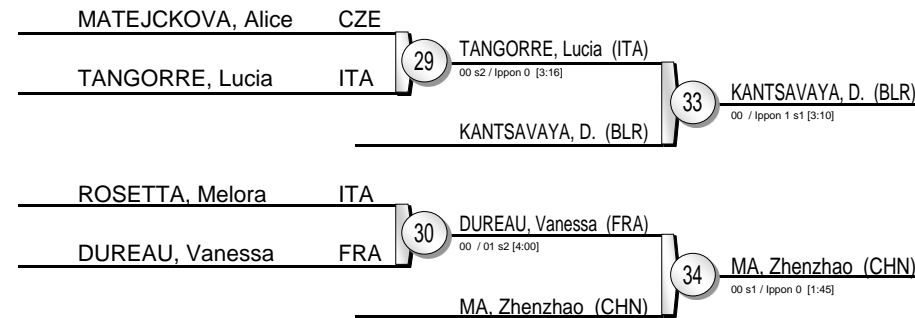 MATEJCKOVA, Alice CZE
29
TANGORRE, Lucia (ITA)
00 s2 / Ippon 0 [3:16]
TANGORRE, Lucia ITA
33
KANTSAVAYA, D. (BLR)
00 / Ippon 1 s1 [3:10]
KANTSAVAYA, D. (BLR)
ROSETTA, Melora ITA
30
DUREAU, Vanessa (FRA)
00 / 01 s2 [4:00]
DUREAU, Vanessa FRA
34
MA, Zhenzhao (CHN)
00 s1 / Ippon 0 [1:45]
MA, Zhenzhao (CHN)